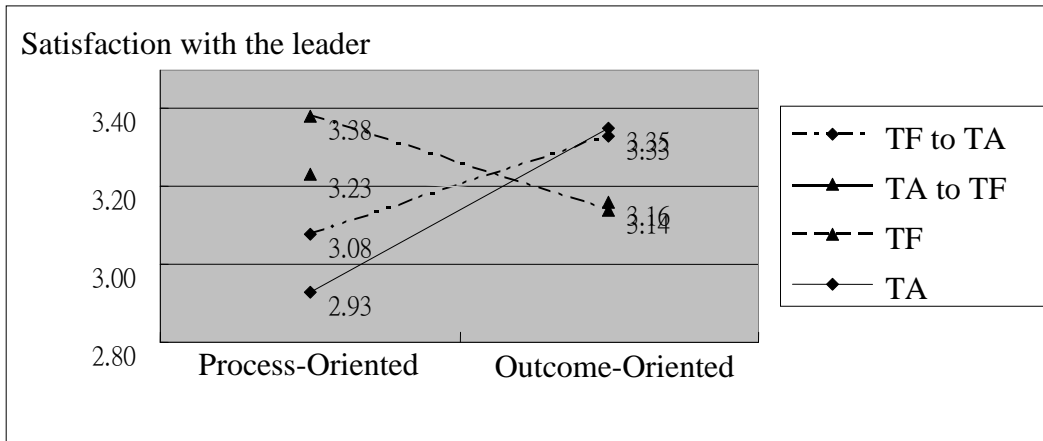 Satisfaction with the leader
3.40
3.20
3.00
2.80
3.38
3.23
3.08
2.93
3.35
3.33
3.16
3.14
Process-Oriented
Outcome-Oriented
TF to TA
TA to TF
TF
TA